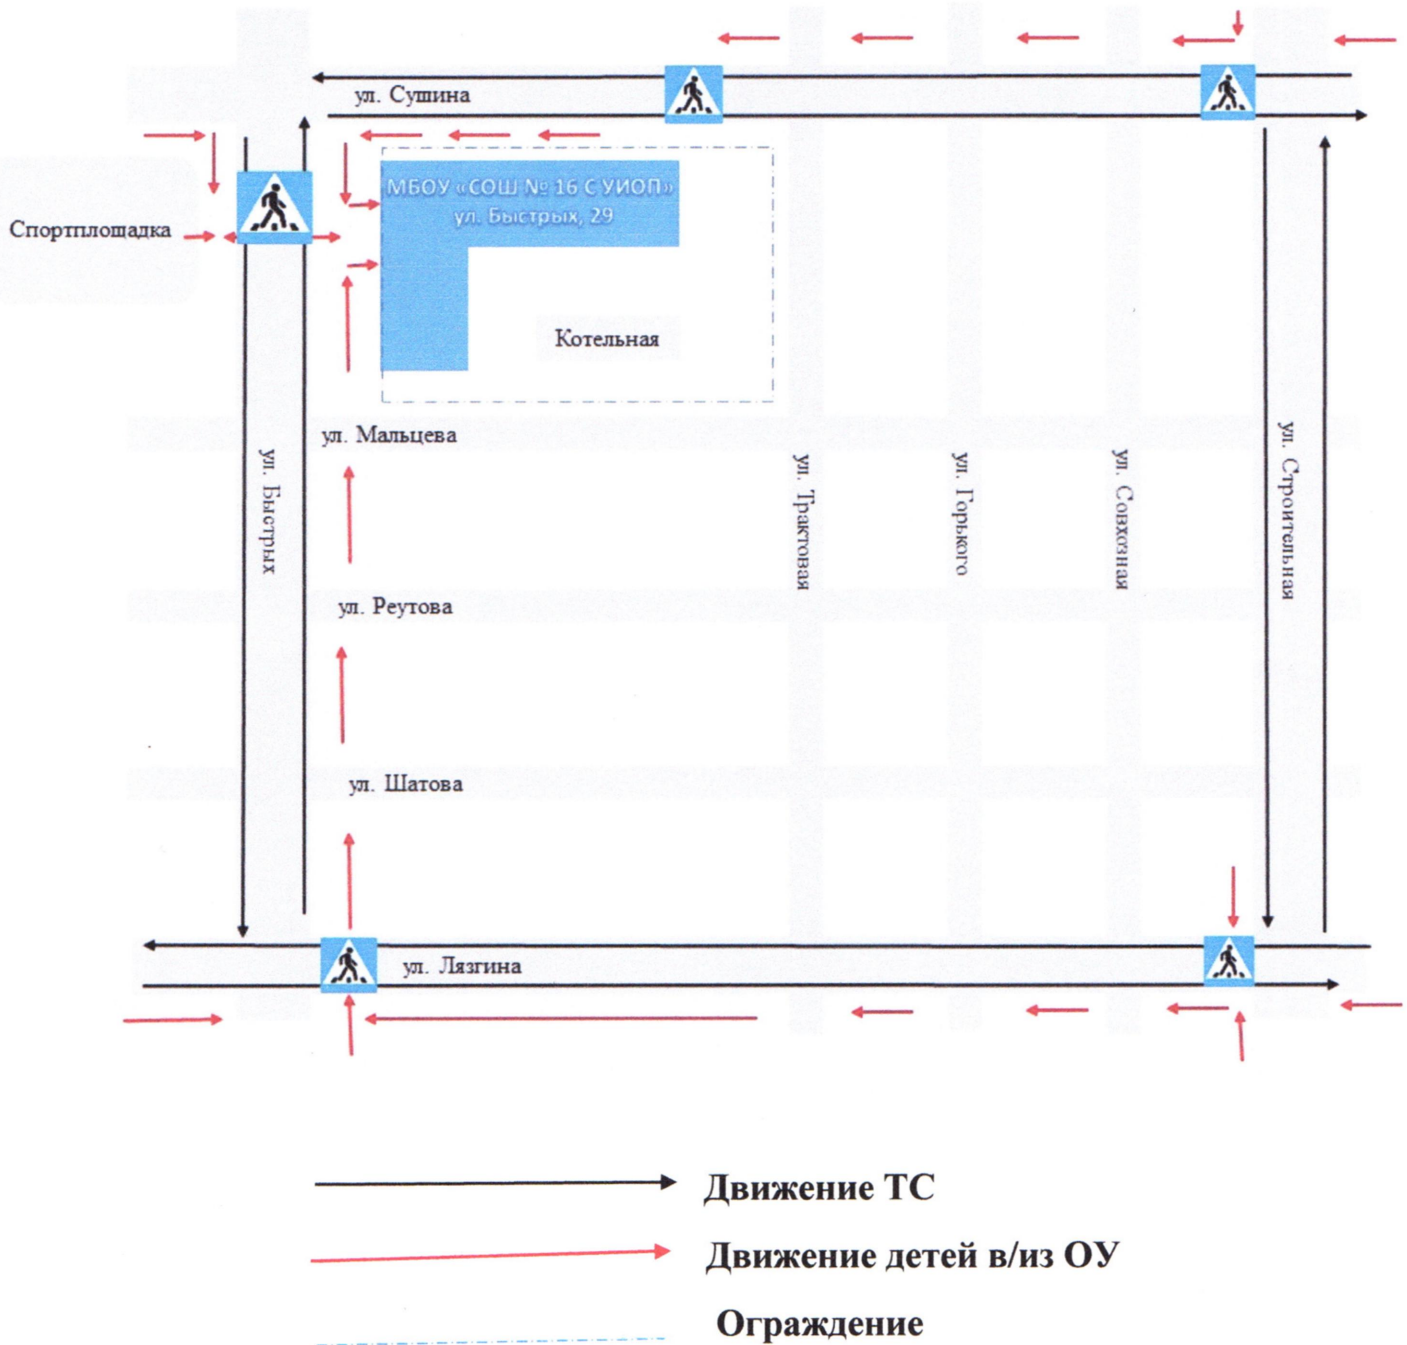 ул. Сушина
МБОУ «СОШ № 16 С УИОП»
ул. Быстрых, 29
Спортплощадка
Котельная
ул. Мальцева
ул. Быстрых
ул. Трактовая
ул. Горького
ул. Совхозная
ул. Строительная
ул. Реутова
ул. Шатова
ул. Лязгина
Движение ТС
Движение детей в/из ОУ
Ограждение